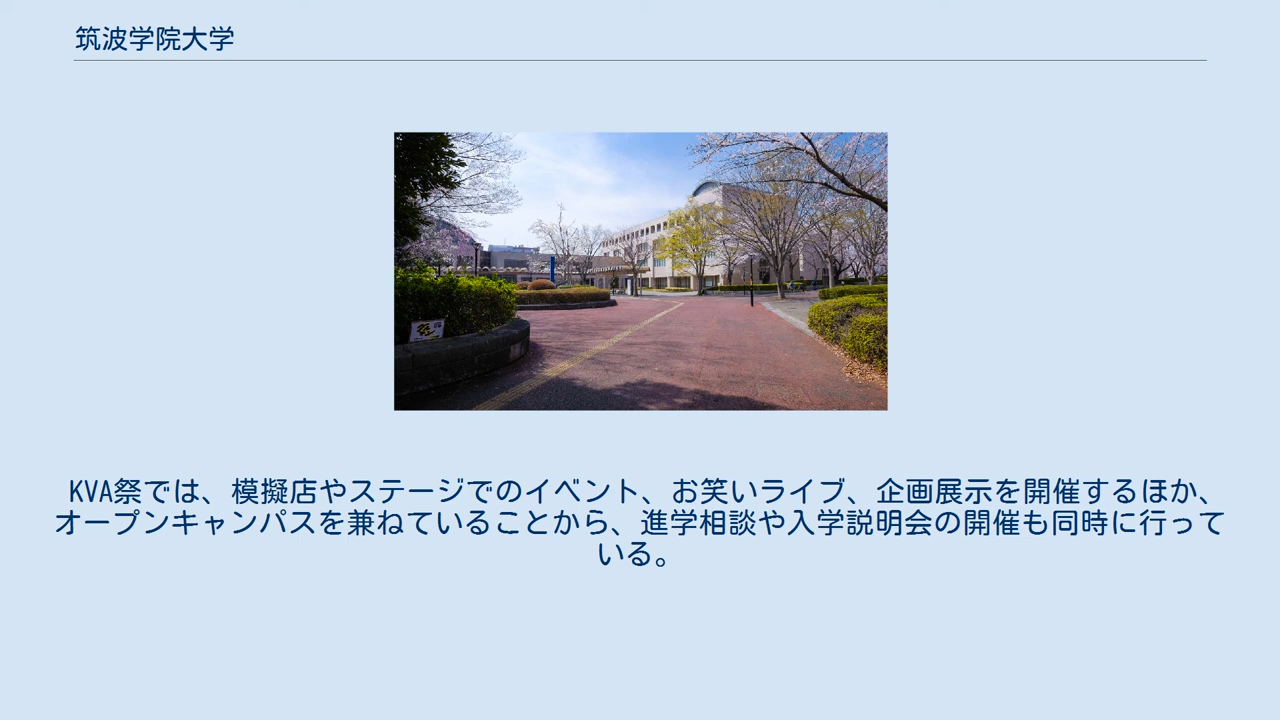 筑波学院大学
KVA祭では、模擬店やステージでのイベント、お笑いライブ、企画展示を開催するほか、
オープンキャンパスを兼ねていることから、進学相談や入学説明会の開催も同時に行って
いる。